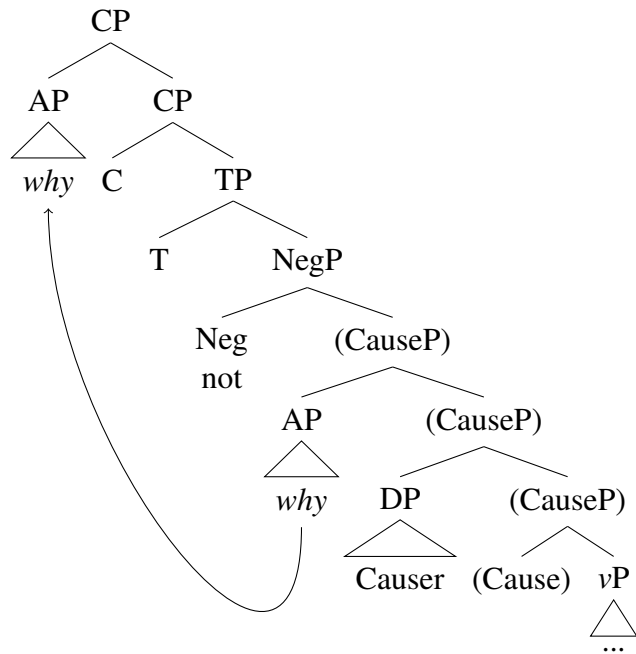 CP
AP CP
why C TP
T NegP
Neg (CauseP)
not
AP (CauseP)
why DP (CauseP)
Causer (Cause) vP
...